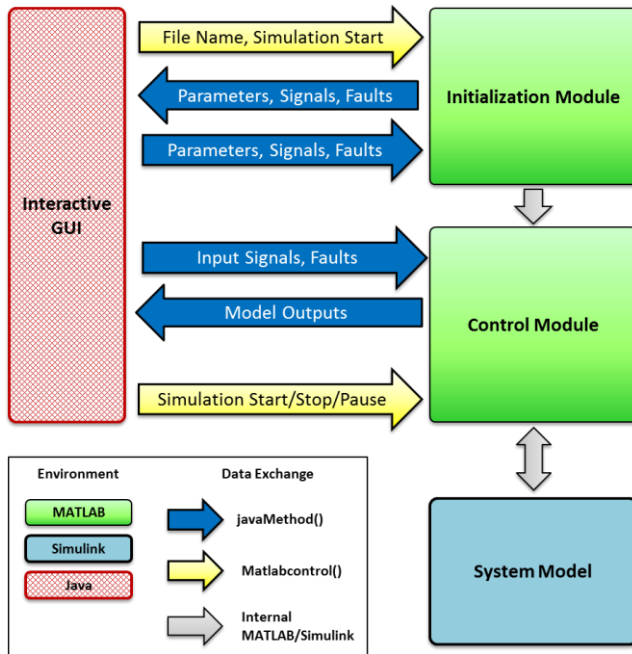 File Name, Simulation Start
Parameters, Signals, Faults
Initialization Module
Parameters, Signals, Faults
Interactive
GUI
Input Signals, Faults
Model Outputs
Control Module
Simulation Start/Stop/Pause
Environment
Data Exchange
MATLAB
javaMethod()
Simulink
Matlabcontrol()
Java
Internal
MATLAB/Simulink
System Model